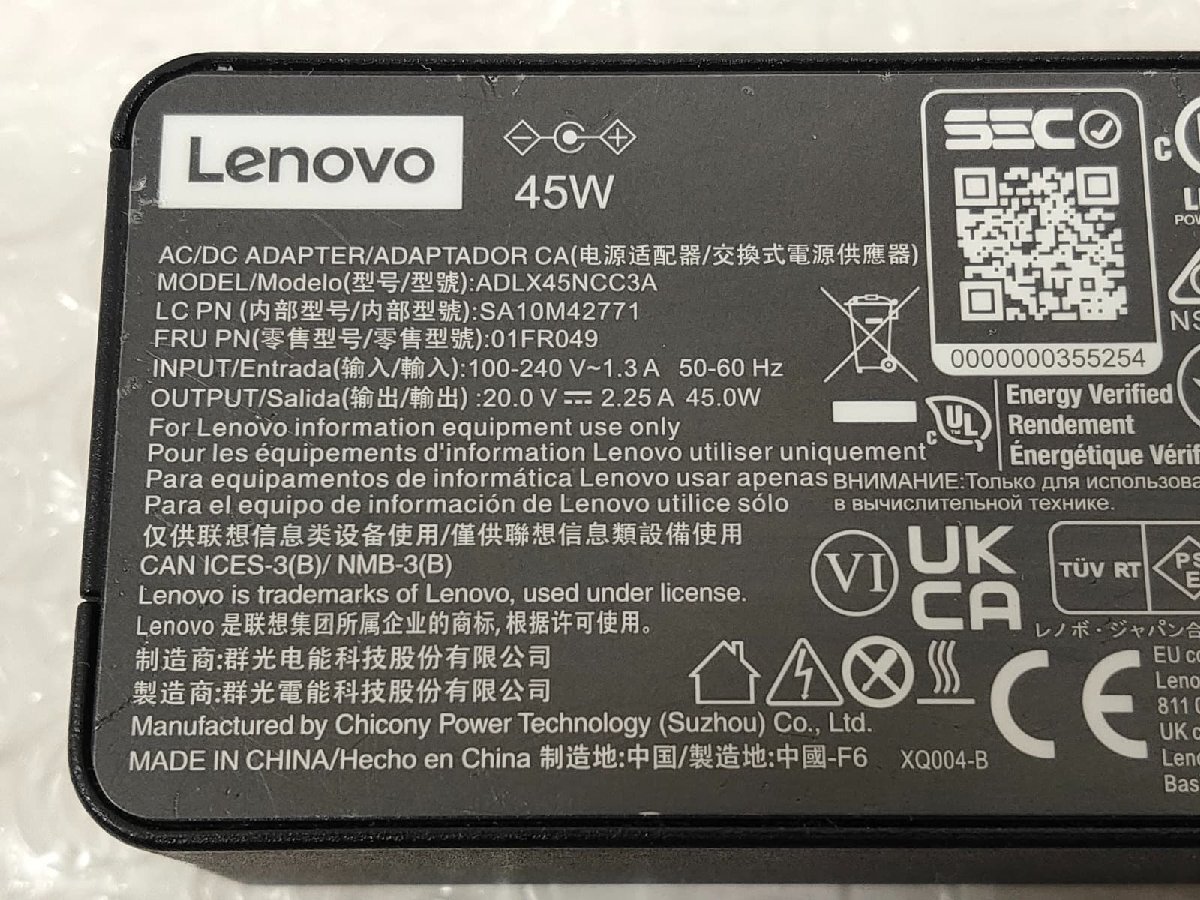 Lenovo
45W
AC/DC ADAPTER/ADAPTADOR CA(电源适配器/交換式電源供應器)
MODEL/Modelo(型号/型號):ADLX45NCC3A
LC PN (内部型号/内部型號):SA10M42771
FRU PN(零售型号/零售型號):01FR049
INPUT/Entrada(输入/輸入):100-240 V~1.3 A 50-60 Hz
OUTPUT/Salida(输出/輸出) :20.0 V ⎓ 2.25 A 45.0W
For Lenovo information equipment use only
Pour les équipements d'information Lenovo utiliser uniquement
Para equipamentos de informática Lenovo usar apenas
Para el equipo de información de Lenovo utilice sólo
仅供联想信息类设备使用/僅供聯想信息類設備使用
CAN ICES-3(B)/ NMB-3(B)
Lenovo is trademarks of Lenovo, used under license.
Lenovo 是联想集团所属企业的商标, 根据许可使用。
制造商:群光电能科技股份有限公司
製造商:群光電能科技股份有限公司
Manufactured by Chicony Power Technology (Suzhou) Co., Ltd.
MADE IN CHINA/Hecho en China 制造地:中国/製造地:中國-F6 XQ004-B
SEC
0000000355254
c UL
Energy Verified
Rendement
Énergétique Vérif
ВНИМАНИЕ:Только для использова
в вычислительной технике.
VI
UK
CA
TÜV RT
PS
E
レノボ・ジャパン合
CE
EU co
Leno
811 0
UK c
Leno
Bas
C
L
POW
NS